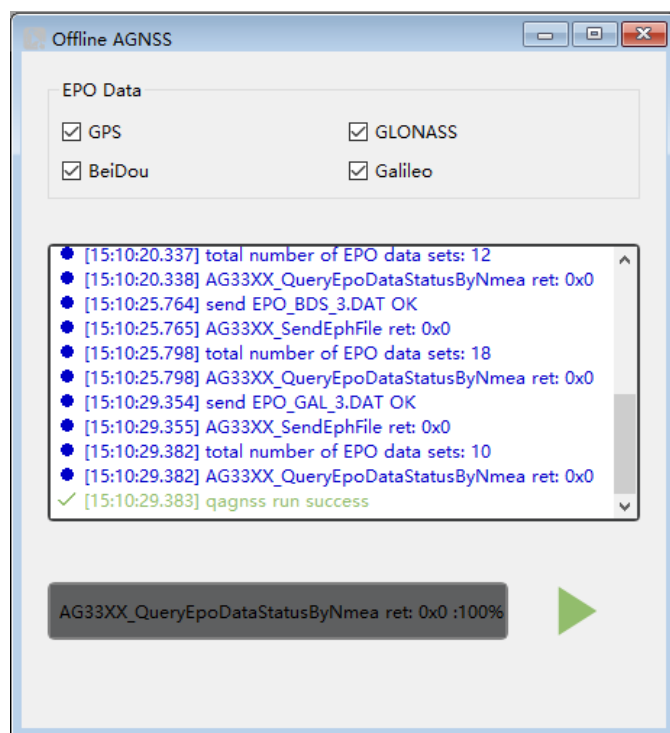 Offline AGNSS
EPO Data
GPS
GLONASS
BeiDou
Galileo
[15:10:20.337] total number of EPO data sets: 12
[15:10:20.338] AG33XX_QueryEpoDataStatusByNmea ret: 0x0
[15:10:25.764] send EPO_BDS_3.DAT OK
[15:10:25.765] AG33XX_SendEphFile ret: 0x0
[15:10:25.798] total number of EPO data sets: 18
[15:10:25.798] AG33XX_QueryEpoDataStatusByNmea ret: 0x0
[15:10:29.354] send EPO_GAL_3.DAT OK
[15:10:29.355] AG33XX_SendEphFile ret: 0x0
[15:10:29.382] total number of EPO data sets: 10
[15:10:29.382] AG33XX_QueryEpoDataStatusByNmea ret: 0x0
[15:10:29.383] qagnss run success
AG33XX_QueryEpoDataStatusByNmea ret: 0x0 :100%